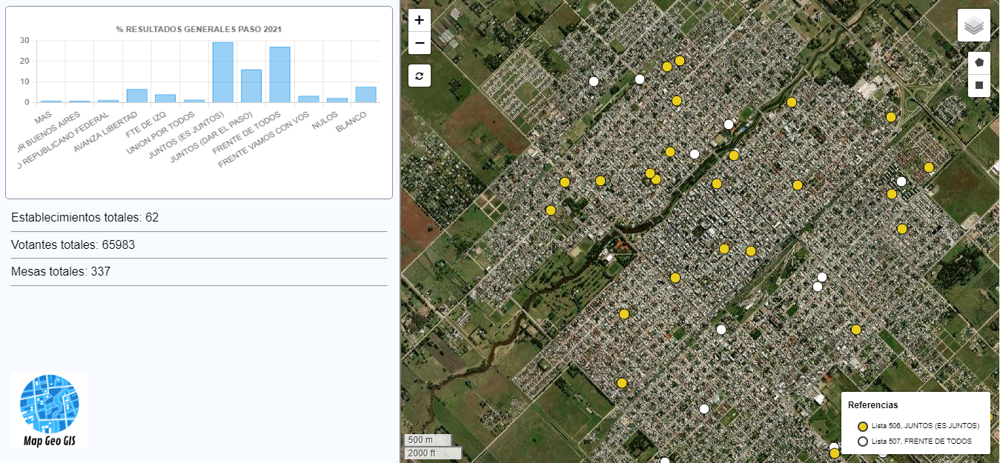 % RESULTADOS GENERALES PASO 2021
30
20
10
0
MAS
OR BUENOS AIRES
O REPUBLICANO FEDERAL
AVANZA LIBERTAD
FTE DE IZQ
UNION POR TODOS
JUNTOS (ES JUNTOS)
JUNTOS (DAR EL PASO)
FRENTE DE TODOS
FRENTE VAMOS CON VOS
NULOS
BLANCO
Establecimientos totales: 62
Votantes totales: 65983
Mesas totales: 337
Map Geo GIS
+
−
500 m
2000 ft
Referencias
Lista 506, JUNTOS (ES JUNTOS)
Lista 507, FRENTE DE TODOS